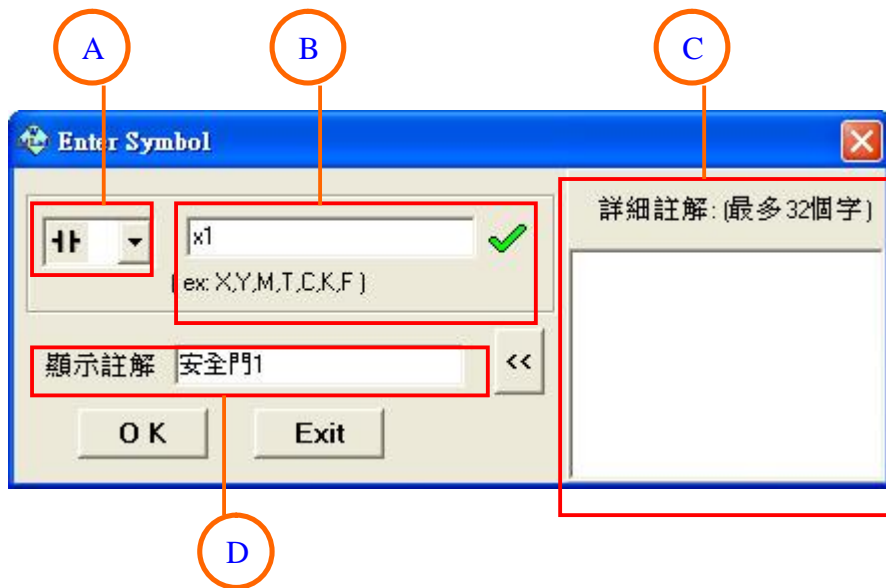 A
B
C
Enter Symbol
x1
( ex: X,Y,M,T,C,K,F )
詳細註解: (最多32個字)
顯示註解 安全門1
<<
O K
Exit
D